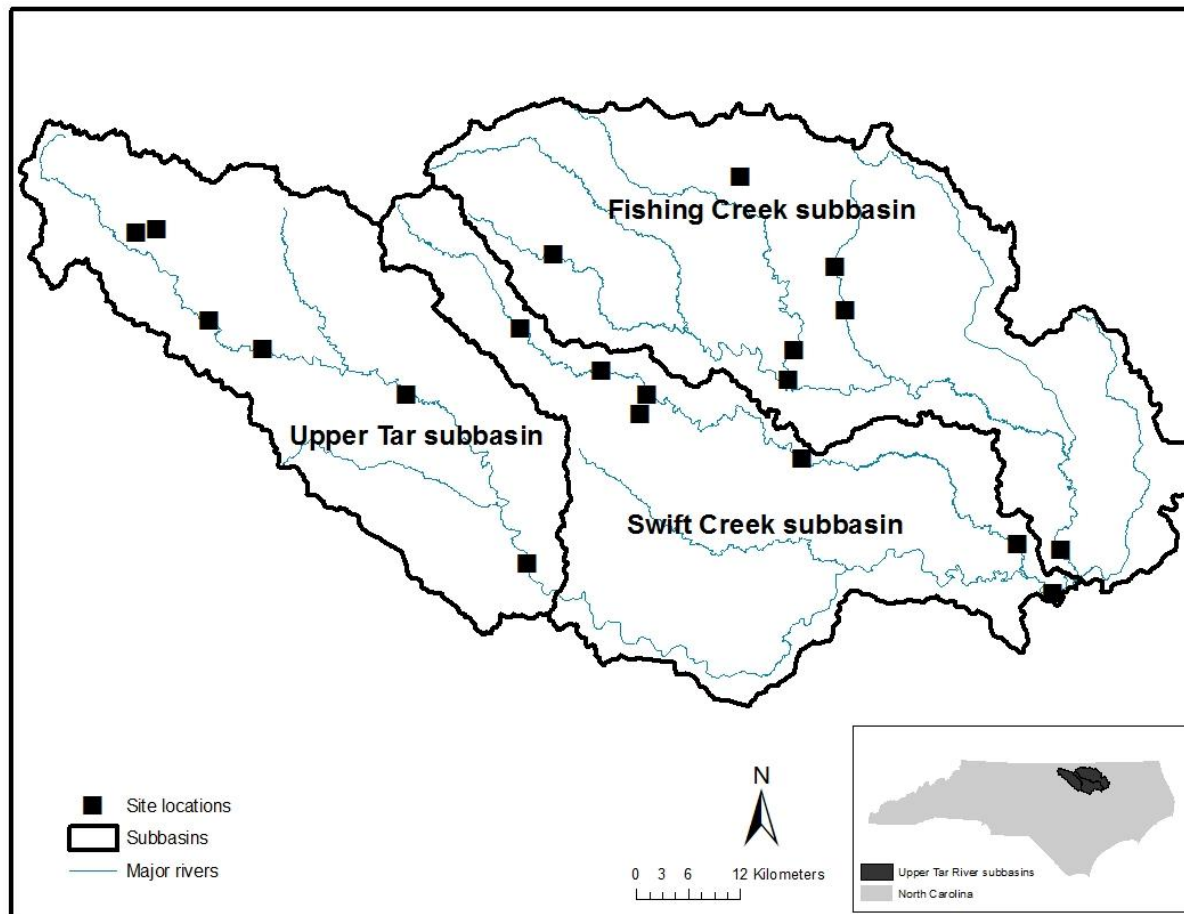 Fishing Creek subbasin
Upper Tar subbasin
Swift Creek subbasin
Site locations
Subbasins
Major rivers
N
0 3 6 12 Kilometers
Upper Tar River subbasins
North Carolina